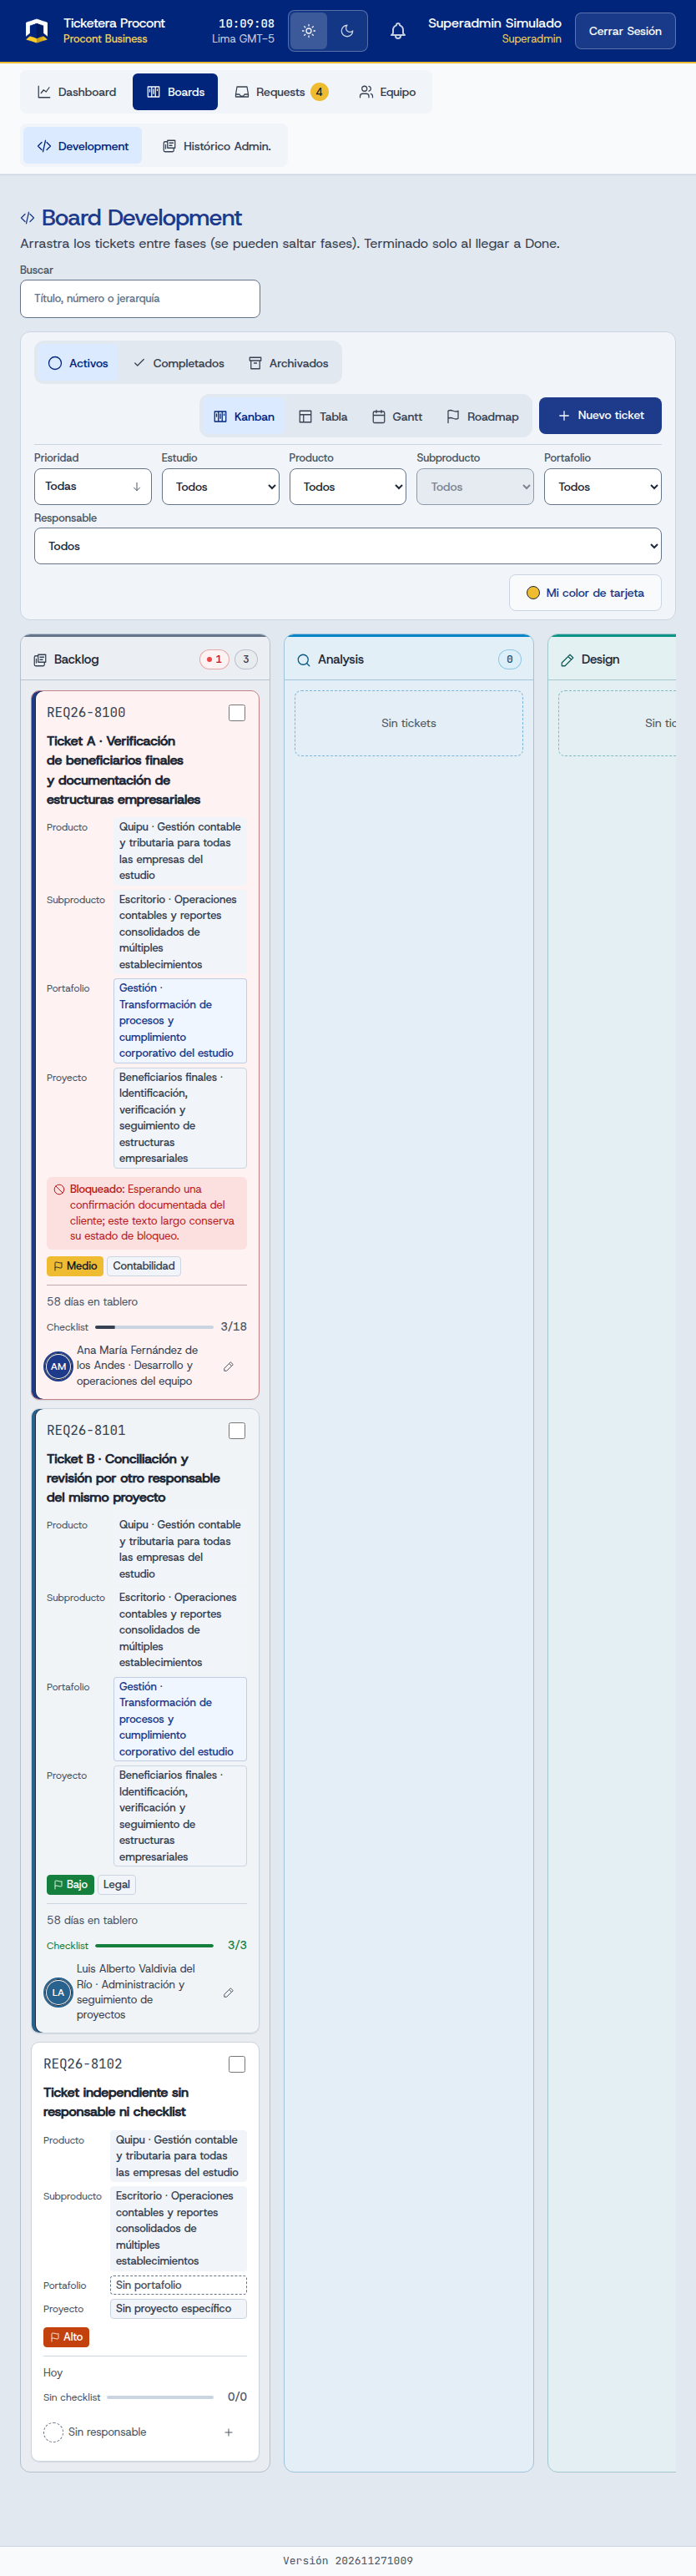 Ticketera Procont
Procont Business
10:09:08
Lima GMT-5
Superadmin Simulado
Superadmin
Cerrar Sesión
Dashboard
Boards
Requests 4
Equipo
Development
Histórico Admin.
Board Development
Arrastra los tickets entre fases (se pueden saltar fases). Terminado solo al llegar a Done.
Buscar
Título, número o jerarquía
Activos
Completados
Archivados
Kanban
Tabla
Gantt
Roadmap
Nuevo ticket
Prioridad
Estudio
Producto
Subproducto
Portafolio
Todas
Todos
Todos
Todos
Todos
Responsable
Todos
Mi color de tarjeta
Backlog
1
3
Analysis
0
Design
REQ26-8100
Ticket A · Verificación
de beneficiarios finales
y documentación de
estructuras empresariales
Producto
Quipu · Gestión contable
y tributaria para todas
las empresas del
estudio
Subproducto
Escritorio · Operaciones
contables y reportes
consolidados de
múltiples
establecimientos
Portafolio
Gestión ·
Transformación de
procesos y
cumplimiento
corporativo del estudio
Proyecto
Beneficiarios finales ·
Identificación,
verificación y
seguimiento de
estructuras
empresariales
Bloqueado: Esperando una
confirmación documentada del
cliente; este texto largo conserva
su estado de bloqueo.
Medio
Contabilidad
58 días en tablero
Checklist
3/18
AM
Ana María Fernández de
los Andes · Desarrollo y
operaciones del equipo
REQ26-8101
Ticket B · Conciliación y
revisión por otro responsable
del mismo proyecto
Producto
Quipu · Gestión contable
y tributaria para todas
las empresas del
estudio
Subproducto
Escritorio · Operaciones
contables y reportes
consolidados de
múltiples
establecimientos
Portafolio
Gestión ·
Transformación de
procesos y
cumplimiento
corporativo del estudio
Proyecto
Beneficiarios finales ·
Identificación,
verificación y
seguimiento de
estructuras
empresariales
Bajo
Legal
58 días en tablero
Checklist
3/3
LA
Luis Alberto Valdivia del
Río · Administración y
seguimiento de
proyectos
REQ26-8102
Ticket independiente sin
responsable ni checklist
Producto
Quipu · Gestión contable
y tributaria para todas
las empresas del estudio
Subproducto
Escritorio · Operaciones
contables y reportes
consolidados de
múltiples
establecimientos
Portafolio
Sin portafolio
Proyecto
Sin proyecto específico
Alto
Hoy
Sin checklist
0/0
Sin responsable
Sin tickets
Sin tic
Versión 202611271009